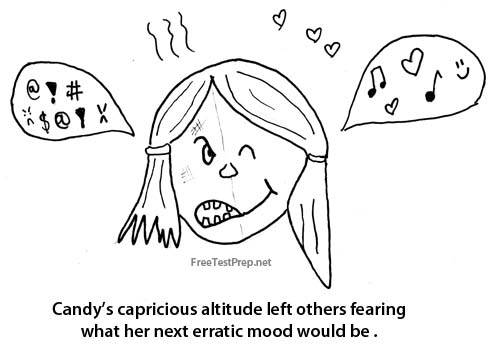 @ ! #
$ @ !
FreeTestPrep.net
Candy's capricious altitude left others fearing
what her next erratic mood would be .